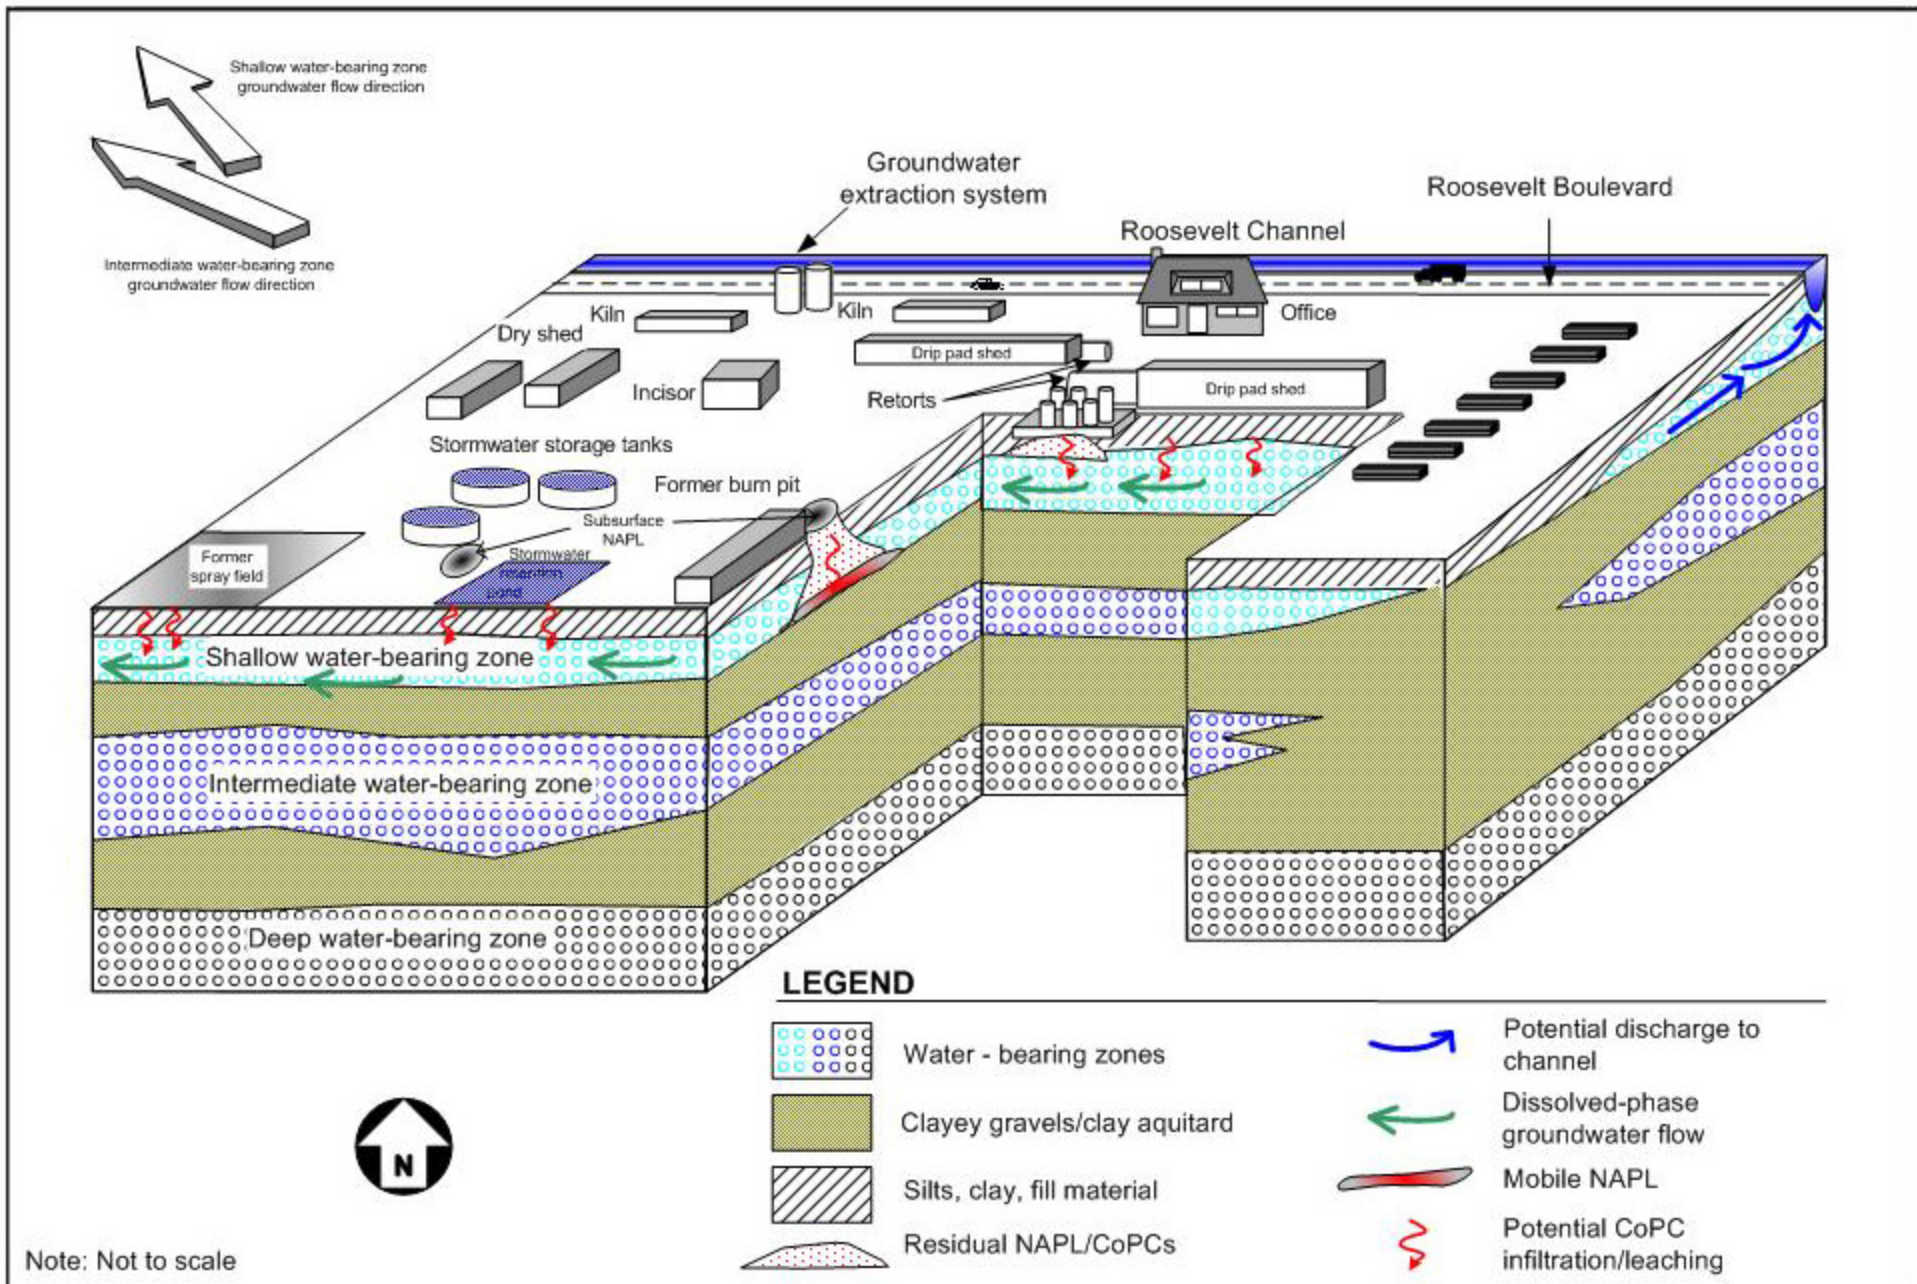 Shallow water-bearing zone
groundwater flow direction
Intermediate water-bearing zone
groundwater flow direction
Groundwater
extraction system
Roosevelt Boulevard
Roosevelt Channel
Kiln
Kiln
Office
Dry shed
Drip pad shed
Incisor
Retorts
Drip pad shed
Stormwater storage tanks
Former burn pit
Subsurface
NAPL
Former
spray field
Stormwater
retention
pond
Shallow water-bearing zone
Intermediate water-bearing zone
Deep water-bearing zone
LEGEND
Water - bearing zones
Clayey gravels/clay aquitard
Silts, clay, fill material
Residual NAPL/CoPCs
Potential discharge to
channel
Dissolved-phase
groundwater flow
Mobile NAPL
Potential CoPC
infiltration/leaching
N
Note: Not to scale